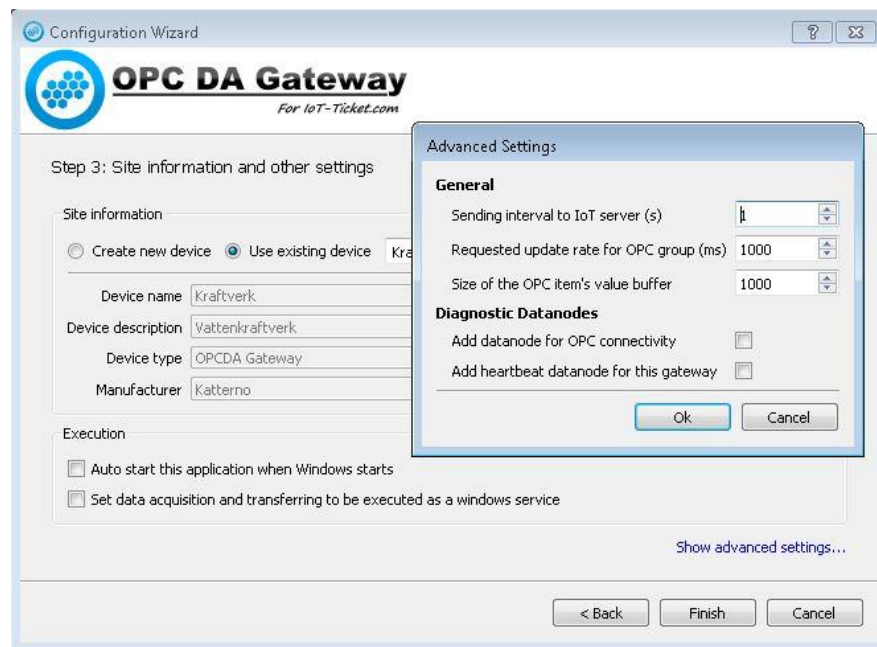 Configuration Wizard
OPC DA Gateway
For IoT-Ticket.com
Step 3: Site information and other settings
Site information
Create new device Use existing device Kra
Device name Kraftverk
Device description Vattenkraftverk
Device type OPCDA Gateway
Manufacturer Katterno
Execution
Auto start this application when Windows starts
Set data acquisition and transferring to be executed as a windows service
Show advanced settings...
< Back Finish Cancel
Advanced Settings
General
Sending interval to IoT server (s) 1
Requested update rate for OPC group (ms) 1000
Size of the OPC item's value buffer 1000
Diagnostic Datanodes
Add datanode for OPC connectivity
Add heartbeat datanode for this gateway
Ok Cancel